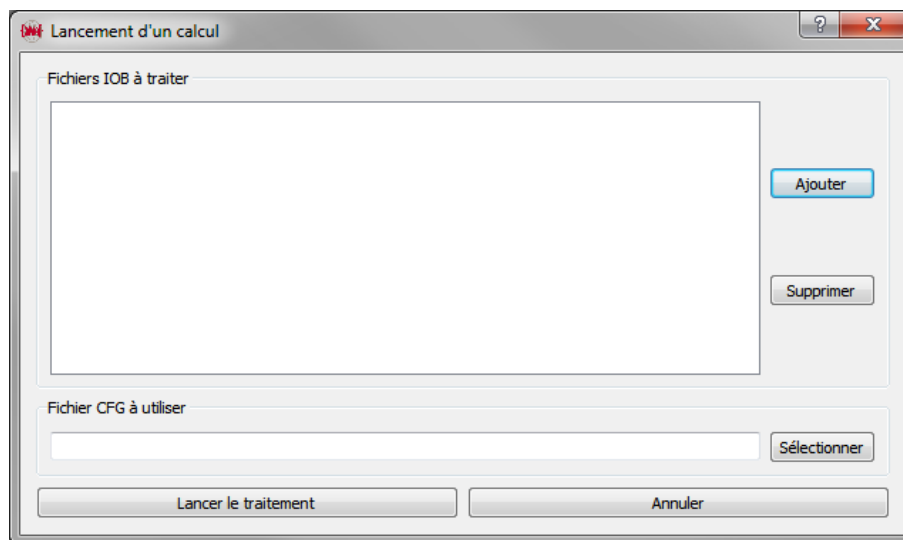 Lancement d'un calcul
Fichiers IOB à traiter
Ajouter
Supprimer
Fichier CFG à utiliser
Sélectionner
Lancer le traitement
Annuler